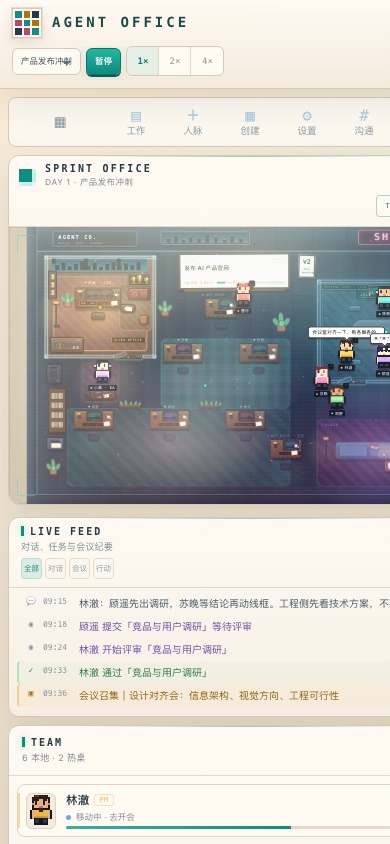 AGENT OFFICE
产品发布冲刺
暂停
1×
2×
4×
工作
人脉
创建
设置
沟通
SPRINT OFFICE
DAY 1 · 产品发布冲刺
T
AGENT CO.
SH
发布 AI 产品官网
v2
LIVE FEED
对话、任务与会议纪要
全部
对话
会议
行动
09:15 林澈：顾遥先出调研，苏晚等结论再动线框。工程侧先看技术方案，不
09:18 顾遥 提交「竞品与用户调研」等待评审
09:24 林澈 开始评审「竞品与用户调研」
09:33 林澈 通过「竞品与用户调研」
09:36 会议召集｜设计对齐会：信息架构、视觉方向、工程可行性
TEAM
6 本地 · 2 热桌
林澈 PM
移动中 · 去开会